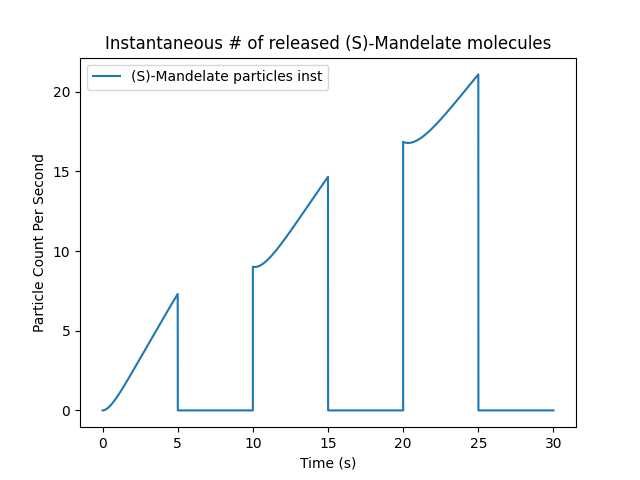 Instantaneous # of released (S)-Mandelate molecules
(S)-Mandelate particles inst
Particle Count Per Second
20
15
10
5
0
0 5 10 15 20 25 30
Time (s)